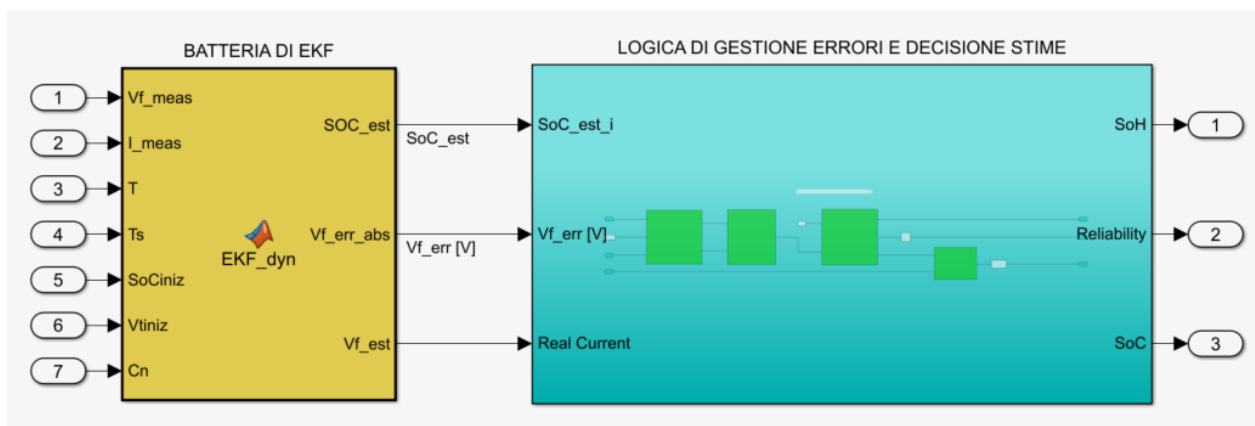 BATTERIA DI EKF
LOGICA DI GESTIONE ERRORI E DECISIONE STIME
1
Vf_meas
2
I_meas
3
T
4
Ts
5
SoCiniz
6
Vtiniz
7
Cn
EKF_dyn
SOC_est
SoC_est
Vf_err_abs
Vf_err [V]
Vf_est
SoC_est_i
Vf_err [V]
Real Current
SoH
1
Reliability
2
SoC
3